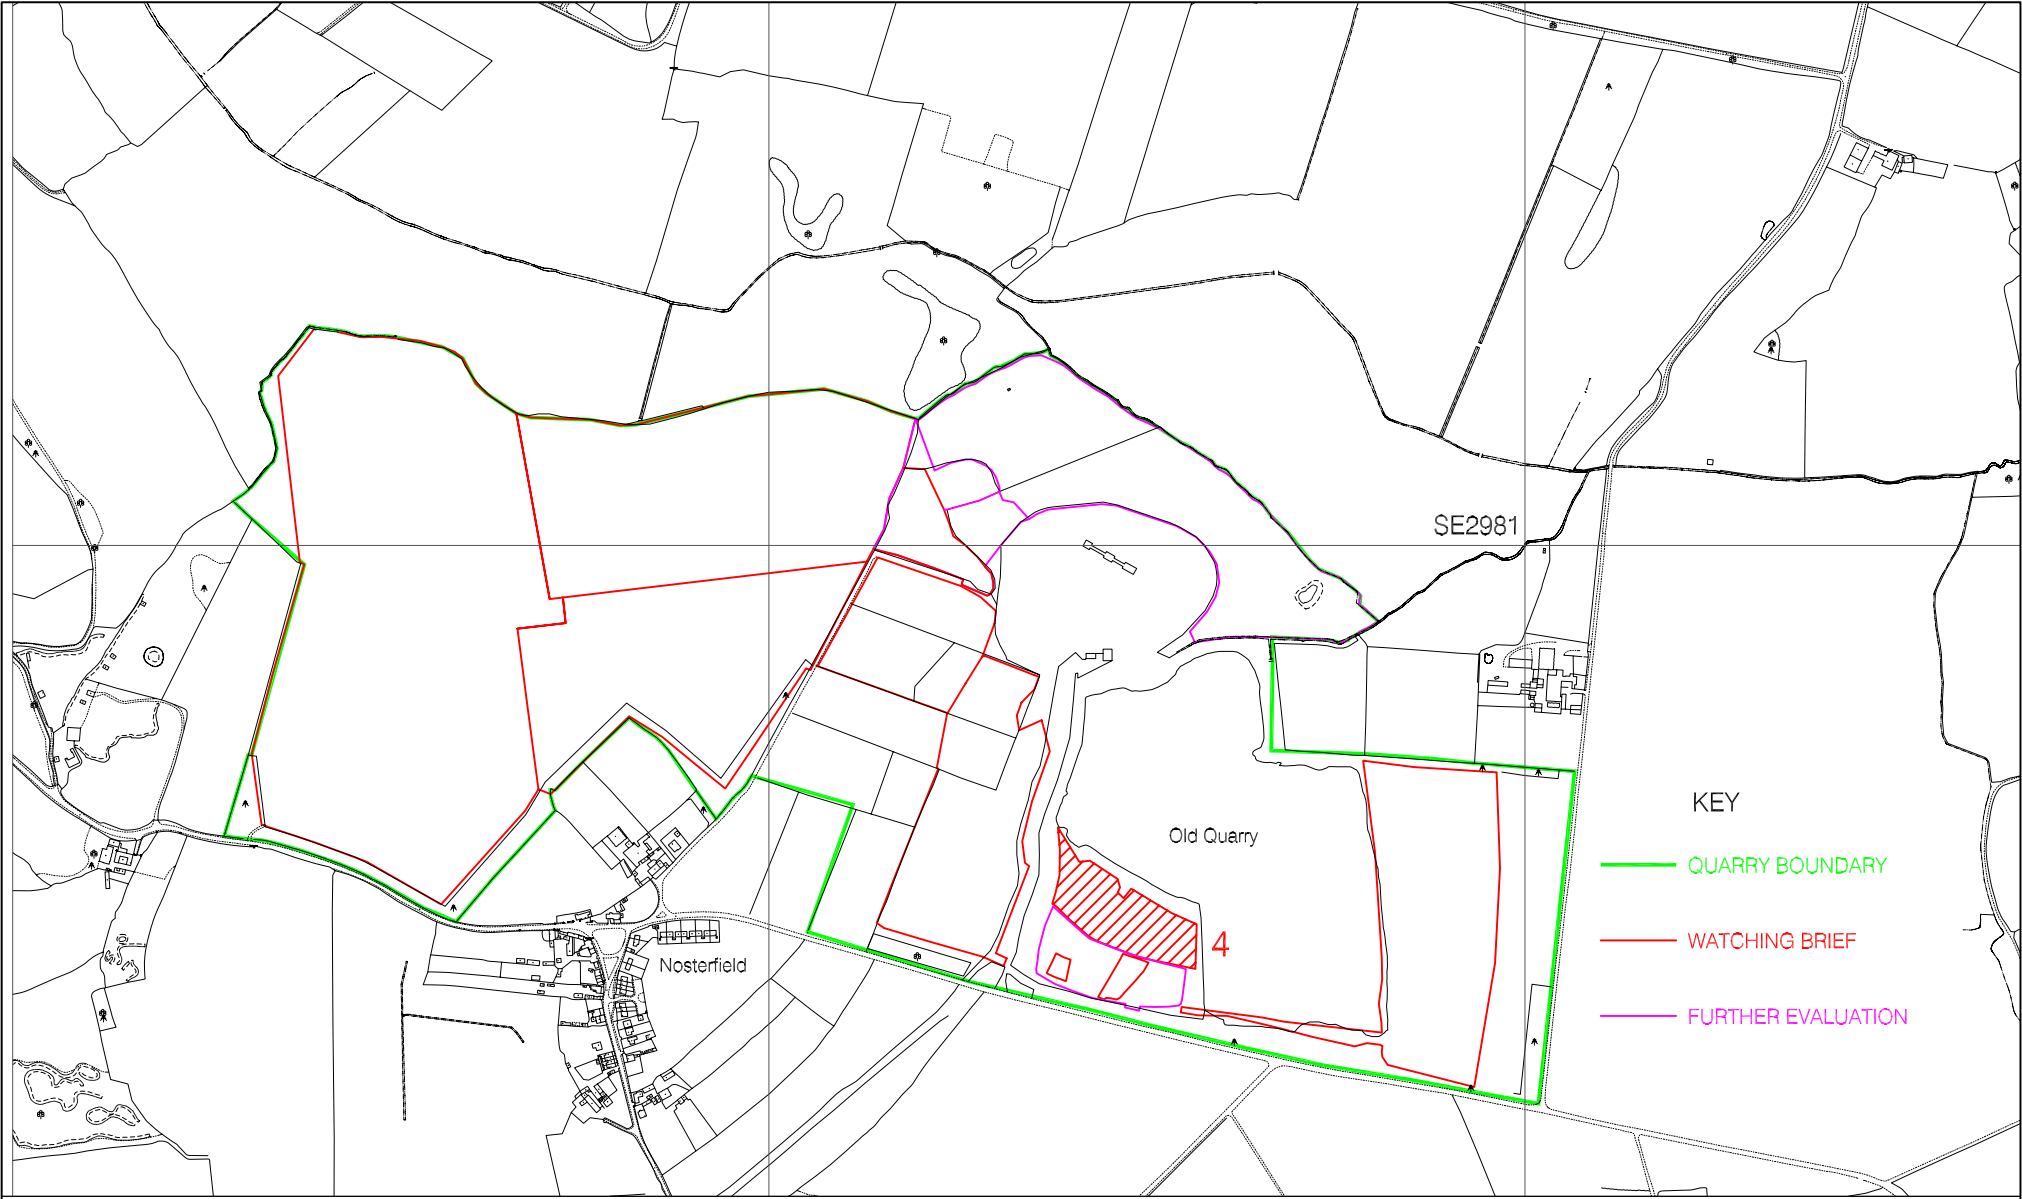 SE2981
KEY
Old Quarry
QUARRY BOUNDARY
4
WATCHING BRIEF
Nosterfield
FURTHER EVALUATION